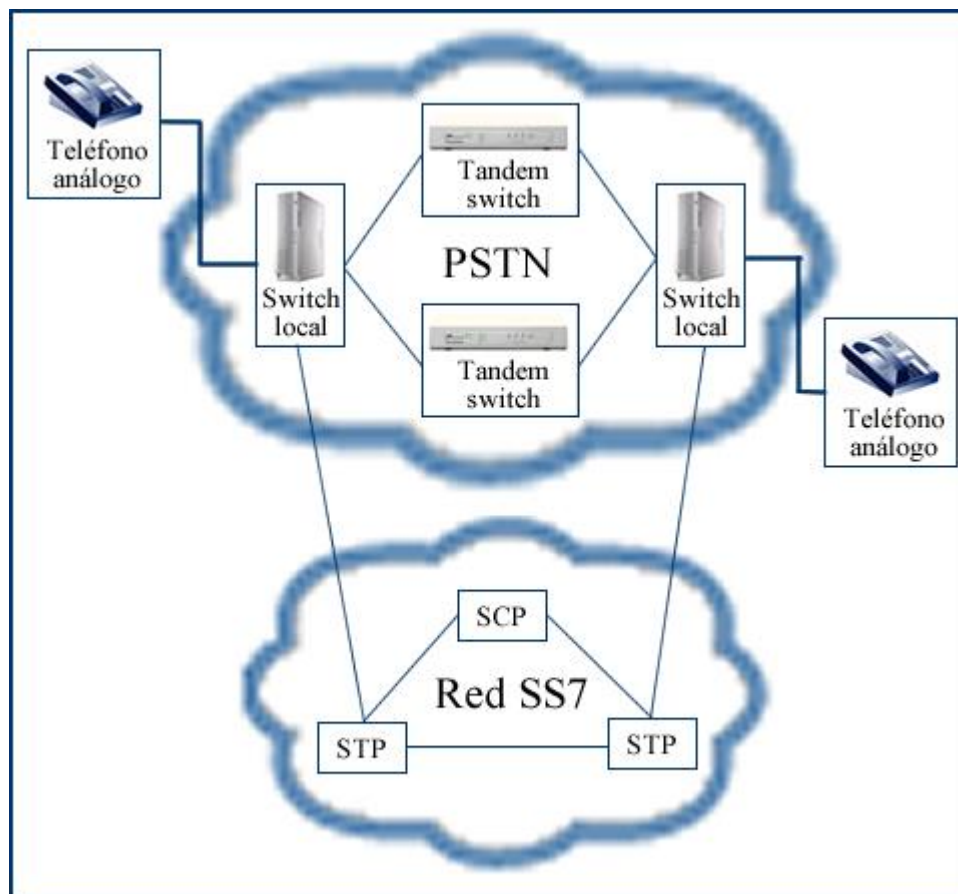 Teléfono
análogo
Tandem
switch
PSTN
Switch
local
Switch
local
Tandem
switch
Teléfono
análogo
SCP
Red SS7
STP
STP